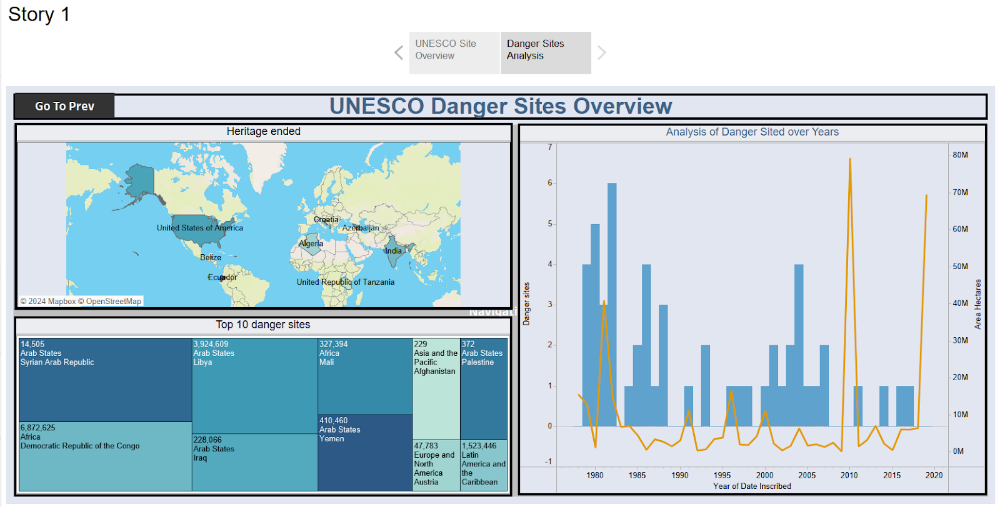 Story 1
UNESCO Site
Overview
Danger Sites
Analysis
Go To Prev
UNESCO Danger Sites Overview
Heritage ended
United States of America
Croatia
Azerbaijan
Algeria
India
Belize
Ecuador
United Republic of Tanzania
© 2024 Mapbox © OpenStreetMap
Navigati
Top 10 danger sites
14,505
Arab States
Syrian Arab Republic
6,872,625
Africa
Democratic Republic of the Congo
3,924,609
Arab States
Libya
228,066
Arab States
Iraq
327,394
Africa
Mali
410,460
Arab States
Yemen
229
Asia and the
Pacific
Afghanistan
372
Arab States
Palestine
47,783
Europe and
North
America
Austria
1,523,446
Latin
America and
the
Caribbean
Analysis of Danger Sited over Years
7
6
5
4
3
2
1
0
-1
Danger sites
80M
70M
60M
50M
40M
30M
20M
10M
0M
Area Hectares
1980 1985 1990 1995 2000 2005 2010 2015 2020
Year of Date Inscribed